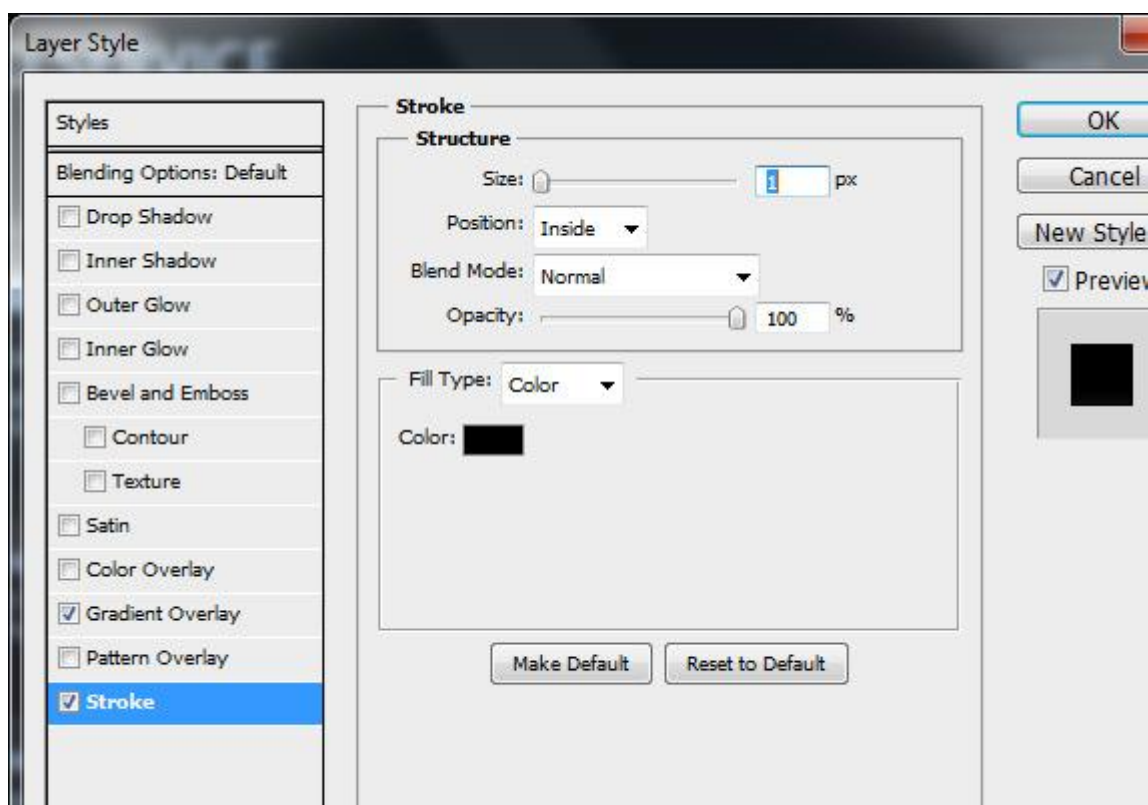 Layer Style
SERVICE
Styles
Blending Options: Default
Drop Shadow
Inner Shadow
Outer Glow
Inner Glow
Bevel and Emboss
Contour
Texture
Satin
Color Overlay
Gradient Overlay
Pattern Overlay
Stroke
Stroke
Structure
Size: 1 px
Position: Inside
Blend Mode: Normal
Opacity: 100 %
Fill Type: Color
Color:
Make Default
Reset to Default
OK
Cancel
New Style
Preview